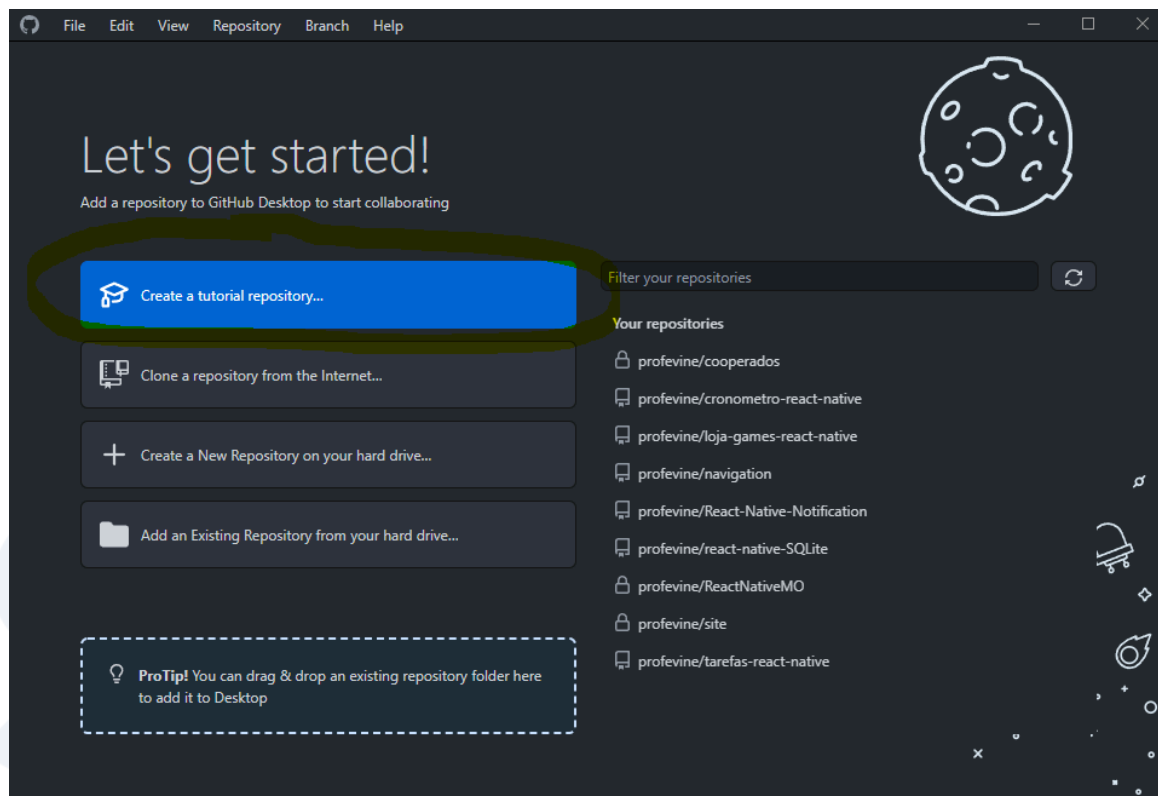 File Edit View Repository Branch Help
Let's get started!
Add a repository to GitHub Desktop to start collaborating
Create a tutorial repository...
Clone a repository from the Internet...
Create a New Repository on your hard drive...
Add an Existing Repository from your hard drive...
ProTip! You can drag & drop an existing repository folder here
to add it to Desktop
Filter your repositories
Your repositories
profevine/cooperados
profevine/cronometro-react-native
profevine/loja-games-react-native
profevine/navigation
profevine/React-Native-Notification
profevine/react-native-SQLite
profevine/ReactNativeMO
profevine/site
profevine/tarefas-react-native